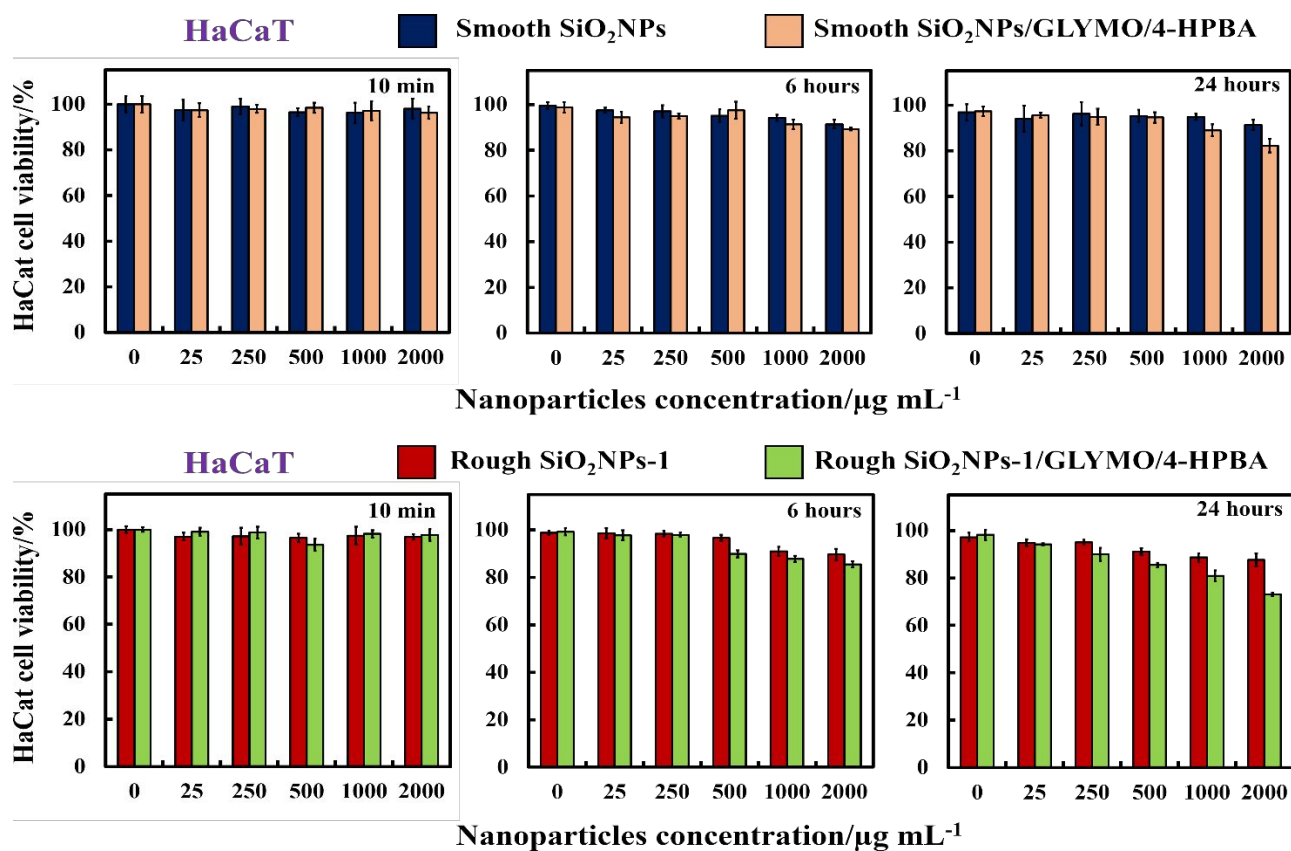 HaCaT
Smooth SiO₂NPs
Smooth SiO₂NPs/GLYMO/4-HPBA
HaCat cell viability/%
10 min
100
80
60
40
20
0
0 25 250 500 1000 2000
6 hours
100
80
60
40
20
0
0 25 250 500 1000 2000
24 hours
100
80
60
40
20
0
0 25 250 500 1000 2000
Nanoparticles concentration/µg mL⁻¹
HaCaT
Rough SiO₂NPs-1
Rough SiO₂NPs-1/GLYMO/4-HPBA
HaCat cell viability/%
10 min
100
80
60
40
20
0
0 25 250 500 1000 2000
6 hours
100
80
60
40
20
0
0 25 250 500 1000 2000
24 hours
100
80
60
40
20
0
0 25 250 500 1000 2000
Nanoparticles concentration/µg mL⁻¹